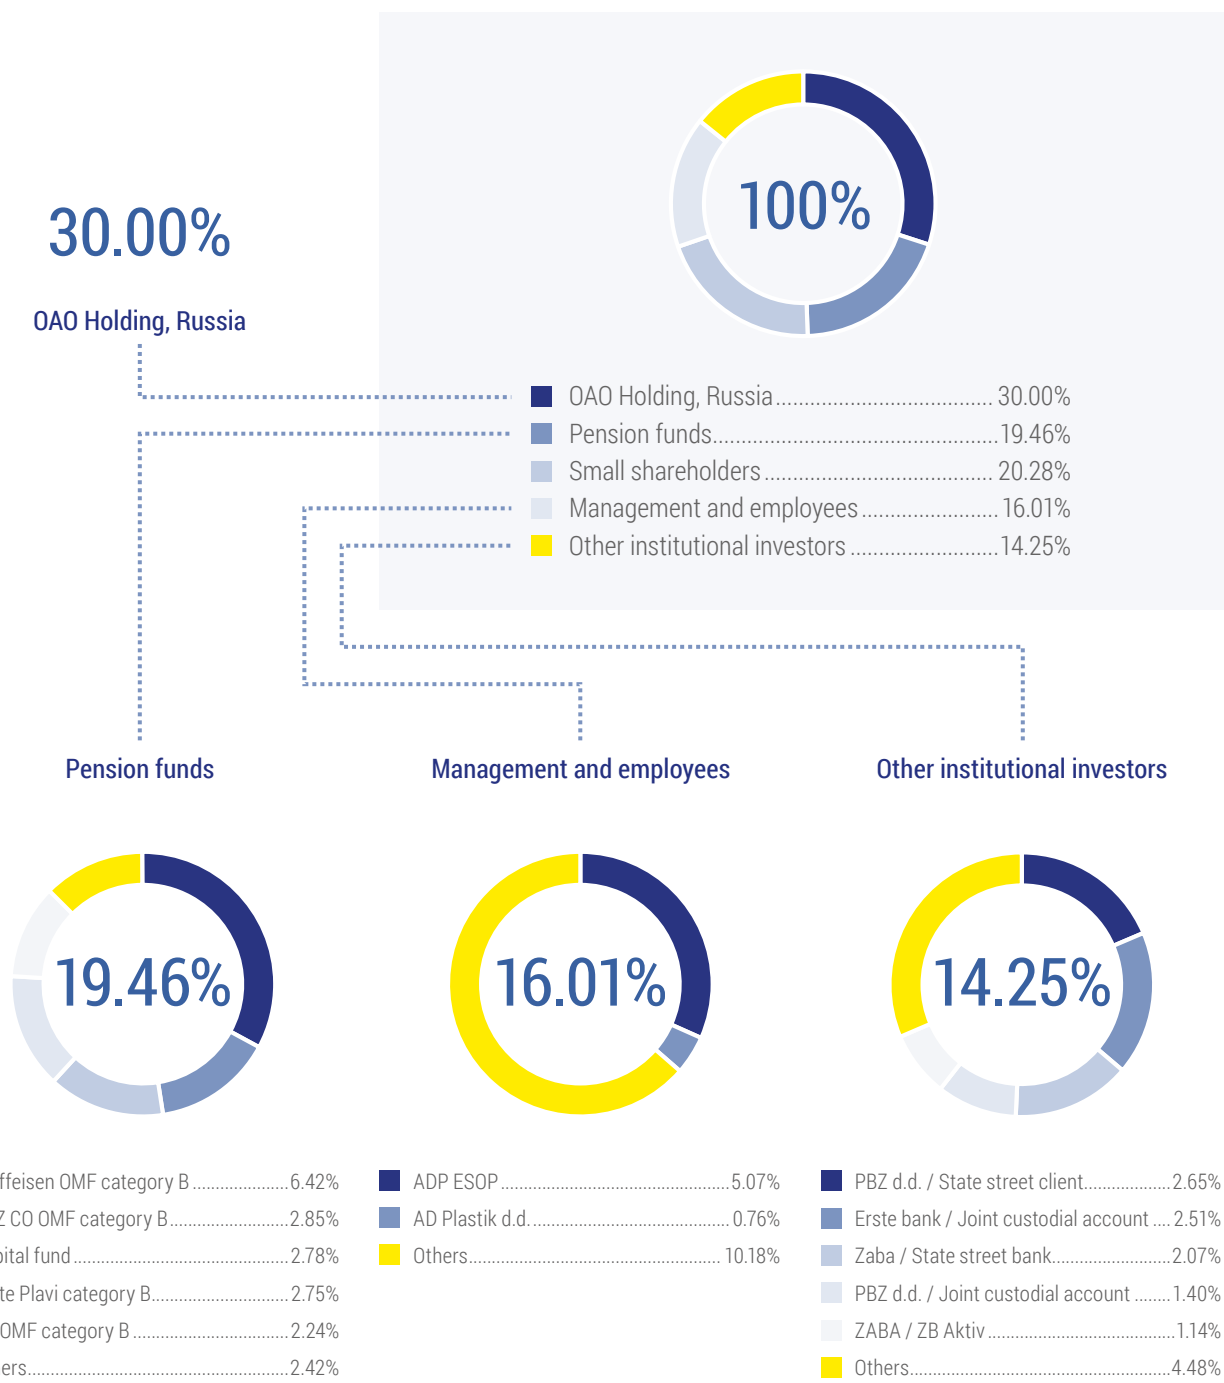 100%
30.00%
OAO Holding, Russia
OAO Holding, Russia 30.00%
Pension funds 19.46%
Small shareholders 20.28%
Management and employees 16.01%
Other institutional investors 14.25%
Pension funds
Management and employees
Other institutional investors
19.46%
16.01%
14.25%
OMF category B 6.42%
CO OMF category B 2.85%
fund 2.78%
Plavi category B 2.75%
OMF category B 2.24%
2.42%
ADP ESOP 5.07%
AD Plastik d.d. 0.76%
Others 10.18%
PBZ d.d. / State street client 2.65%
Erste bank / Joint custodial account 2.51%
Zaba / State street bank 2.07%
PBZ d.d. / Joint custodial account 1.40%
ZABA / ZB Aktiv 1.14%
Others 4.48%